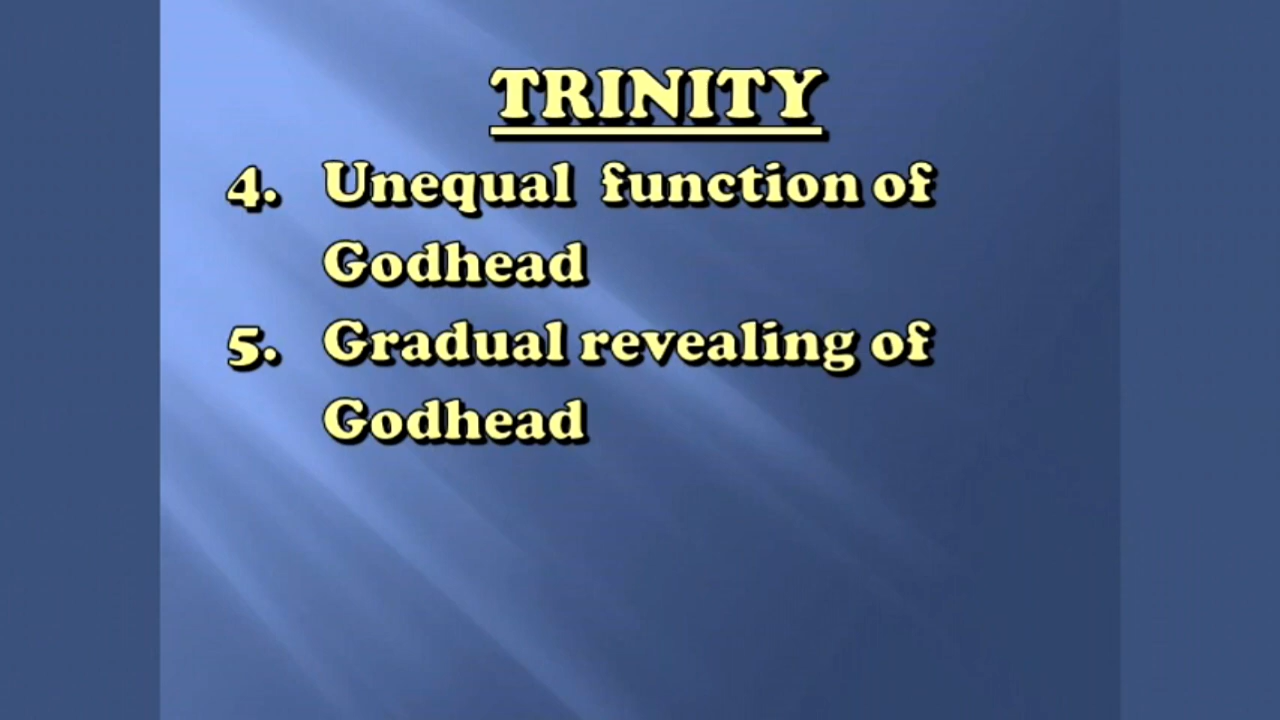 TRINITY
4. Unequal function of
Godhead
5. Gradual revealing of
Godhead